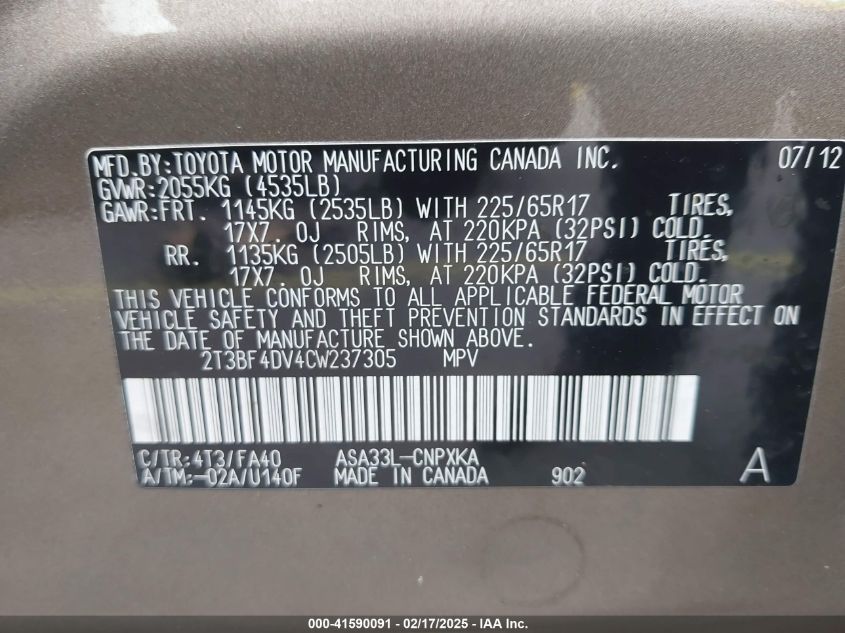 MFD.BY:TOYOTA MOTOR MANUFACTURING CANADA INC. 07/12
GVWR:2055KG (4535LB)
GAWR:FRT. 1145KG (2535LB) WITH 225/65R17 TIRES,
17X7.0J RIMS, AT 220KPA (32PSI) COLD.
RR. 1135KG (2505LB) WITH 225/65R17 TIRES,
17X7.0J RIMS, AT 220KPA (32PSI) COLD.
THIS VEHICLE CONFORMS TO ALL APPLICABLE FEDERAL MOTOR
VEHICLE SAFETY AND THEFT PREVENTION STANDARDS IN EFFECT ON
THE DATE OF MANUFACTURE SHOWN ABOVE.
2T3BF4DV4CW237305 MPV
C/TR:4T3/FA40 ASA33L-CNPXKA
A/TM:-02A/U140F MADE IN CANADA 902 A
000-41590091 - 02/17/2025 - IAA Inc.